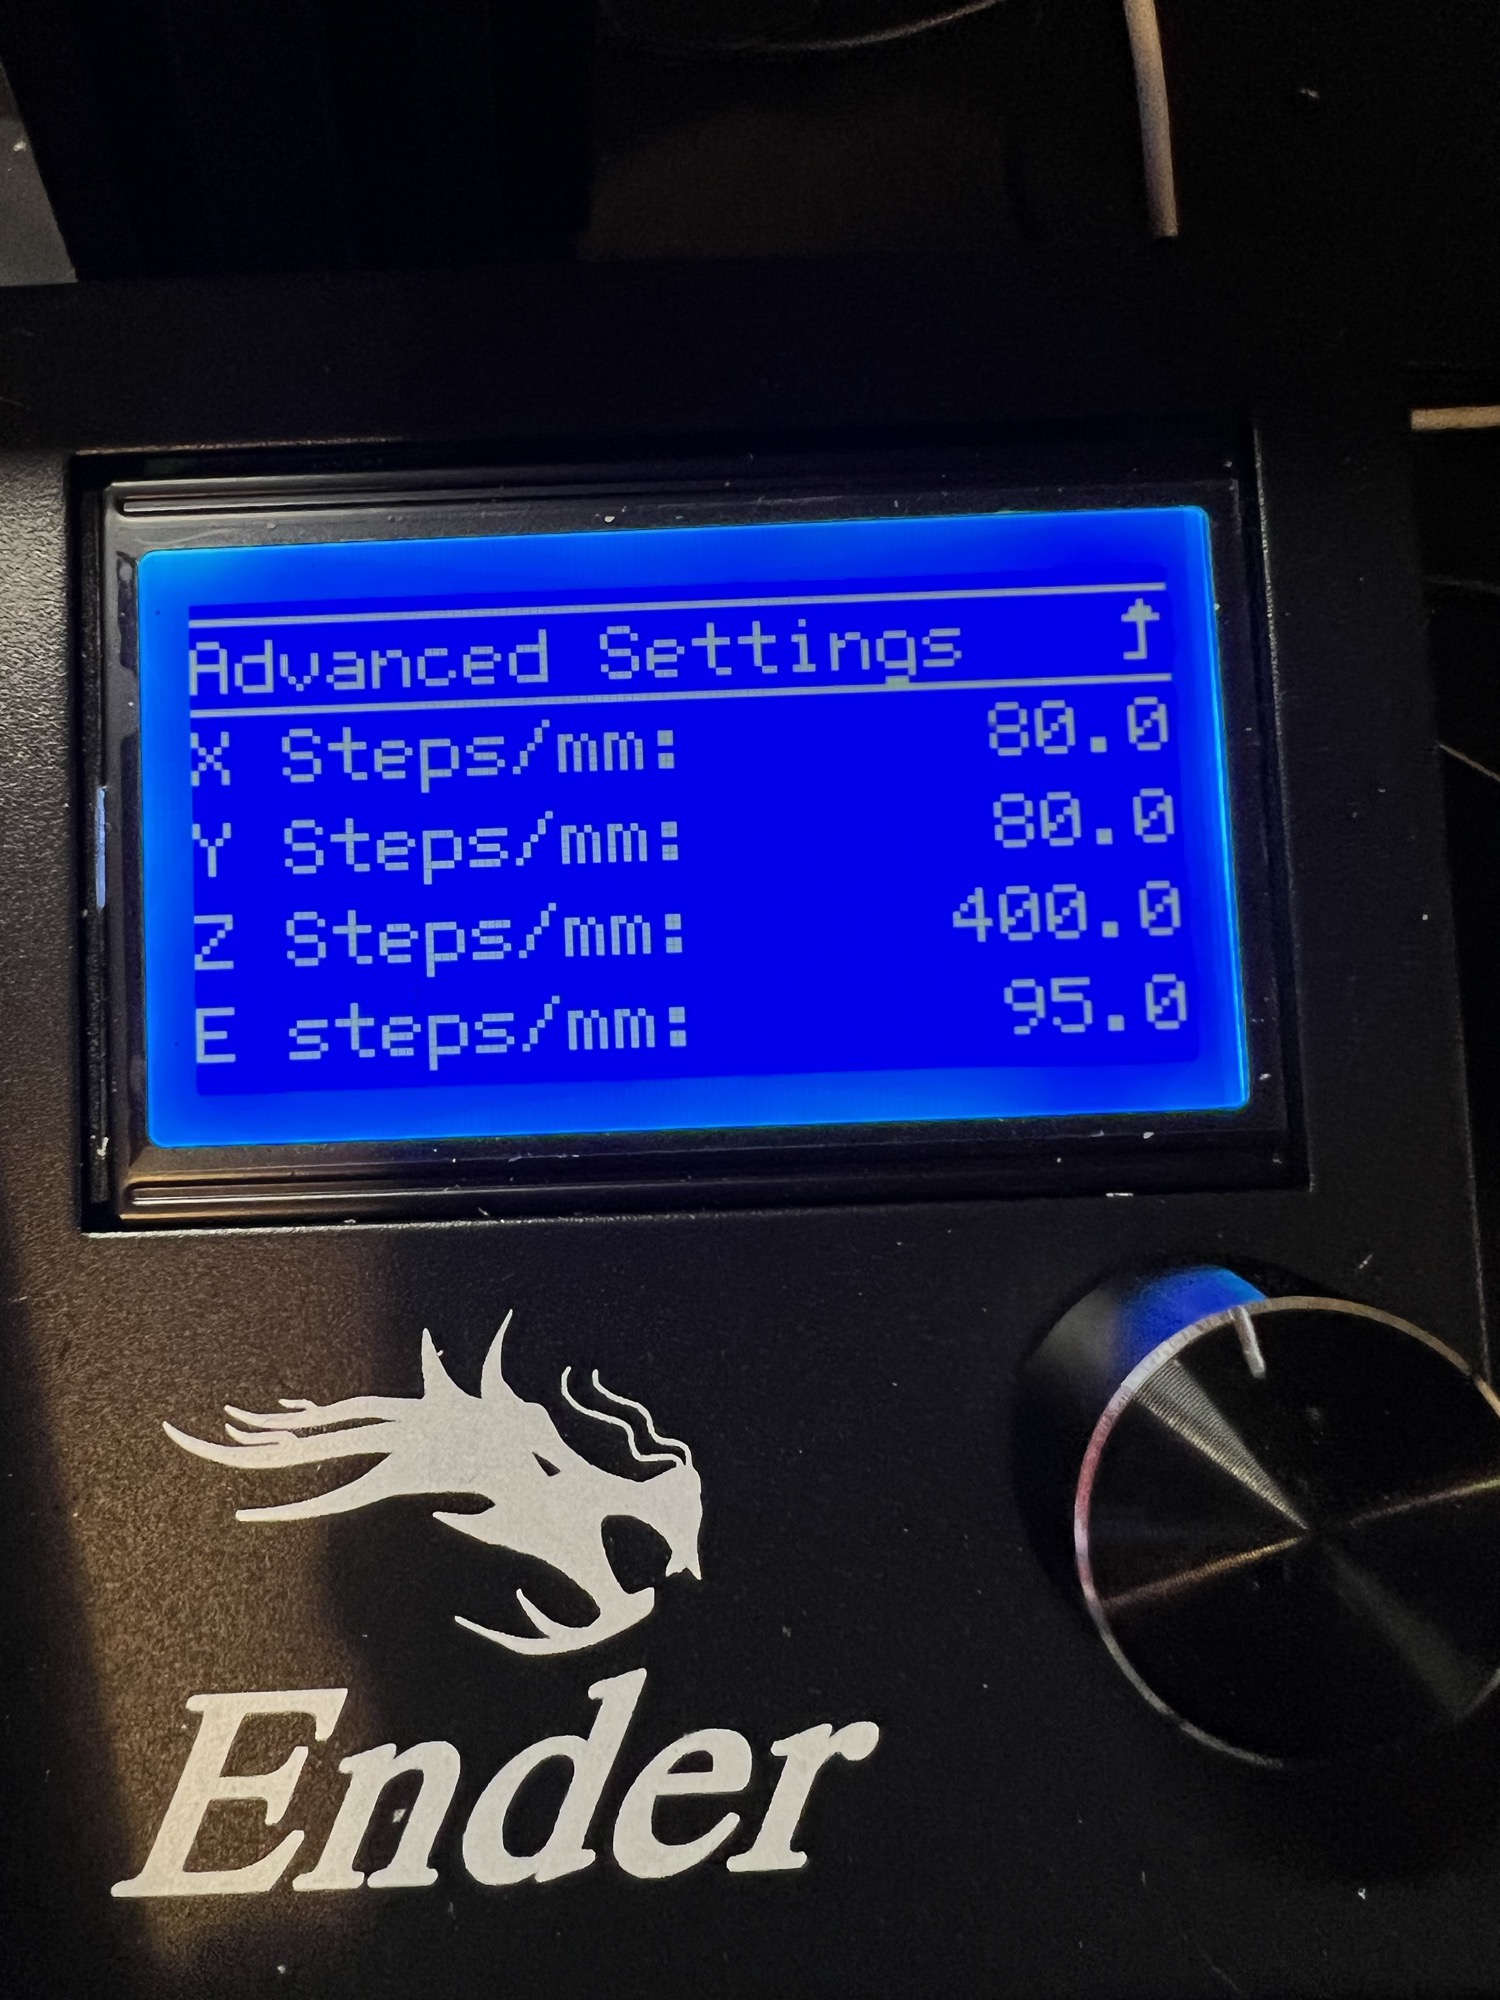 Advanced Settings ⮥
X Steps/mm: 80.0
Y Steps/mm: 80.0
Z Steps/mm: 400.0
E steps/mm: 95.0
Ender